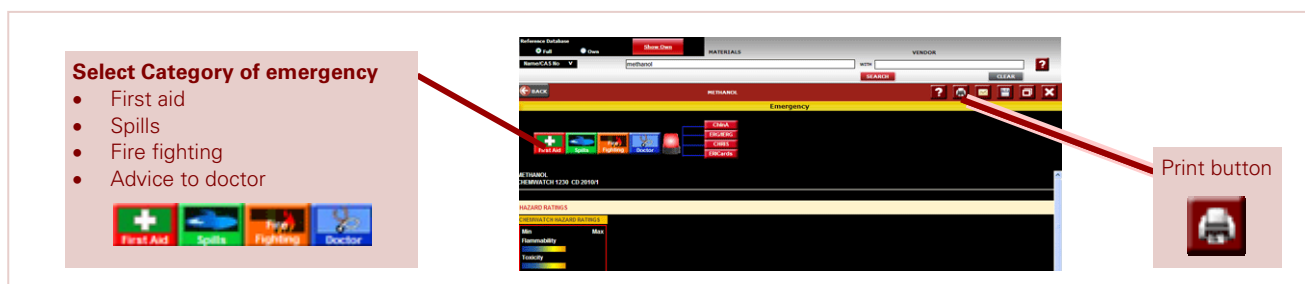 Select Category of emergency
• First aid
• Spills
• Fire fighting
• Advice to doctor
First Aid Spills Fire Fighting Doctor
Reference Database
Full Own Show Own MATERIALS VENDOR
Name/CAS No V methanol WITH ?
SEARCH CLEAR
BACK METHANOL ?
Emergency
ChinA
ERG/IERG
CHRIS
ERICards
First Aid Spills Fire Fighting Doctor
METHANOL
CHEMWATCH 1230 CD 2010/1
HAZARD RATINGS
CHEMWATCH HAZARD RATINGS
Min Max
Flammability
Toxicity
Print button